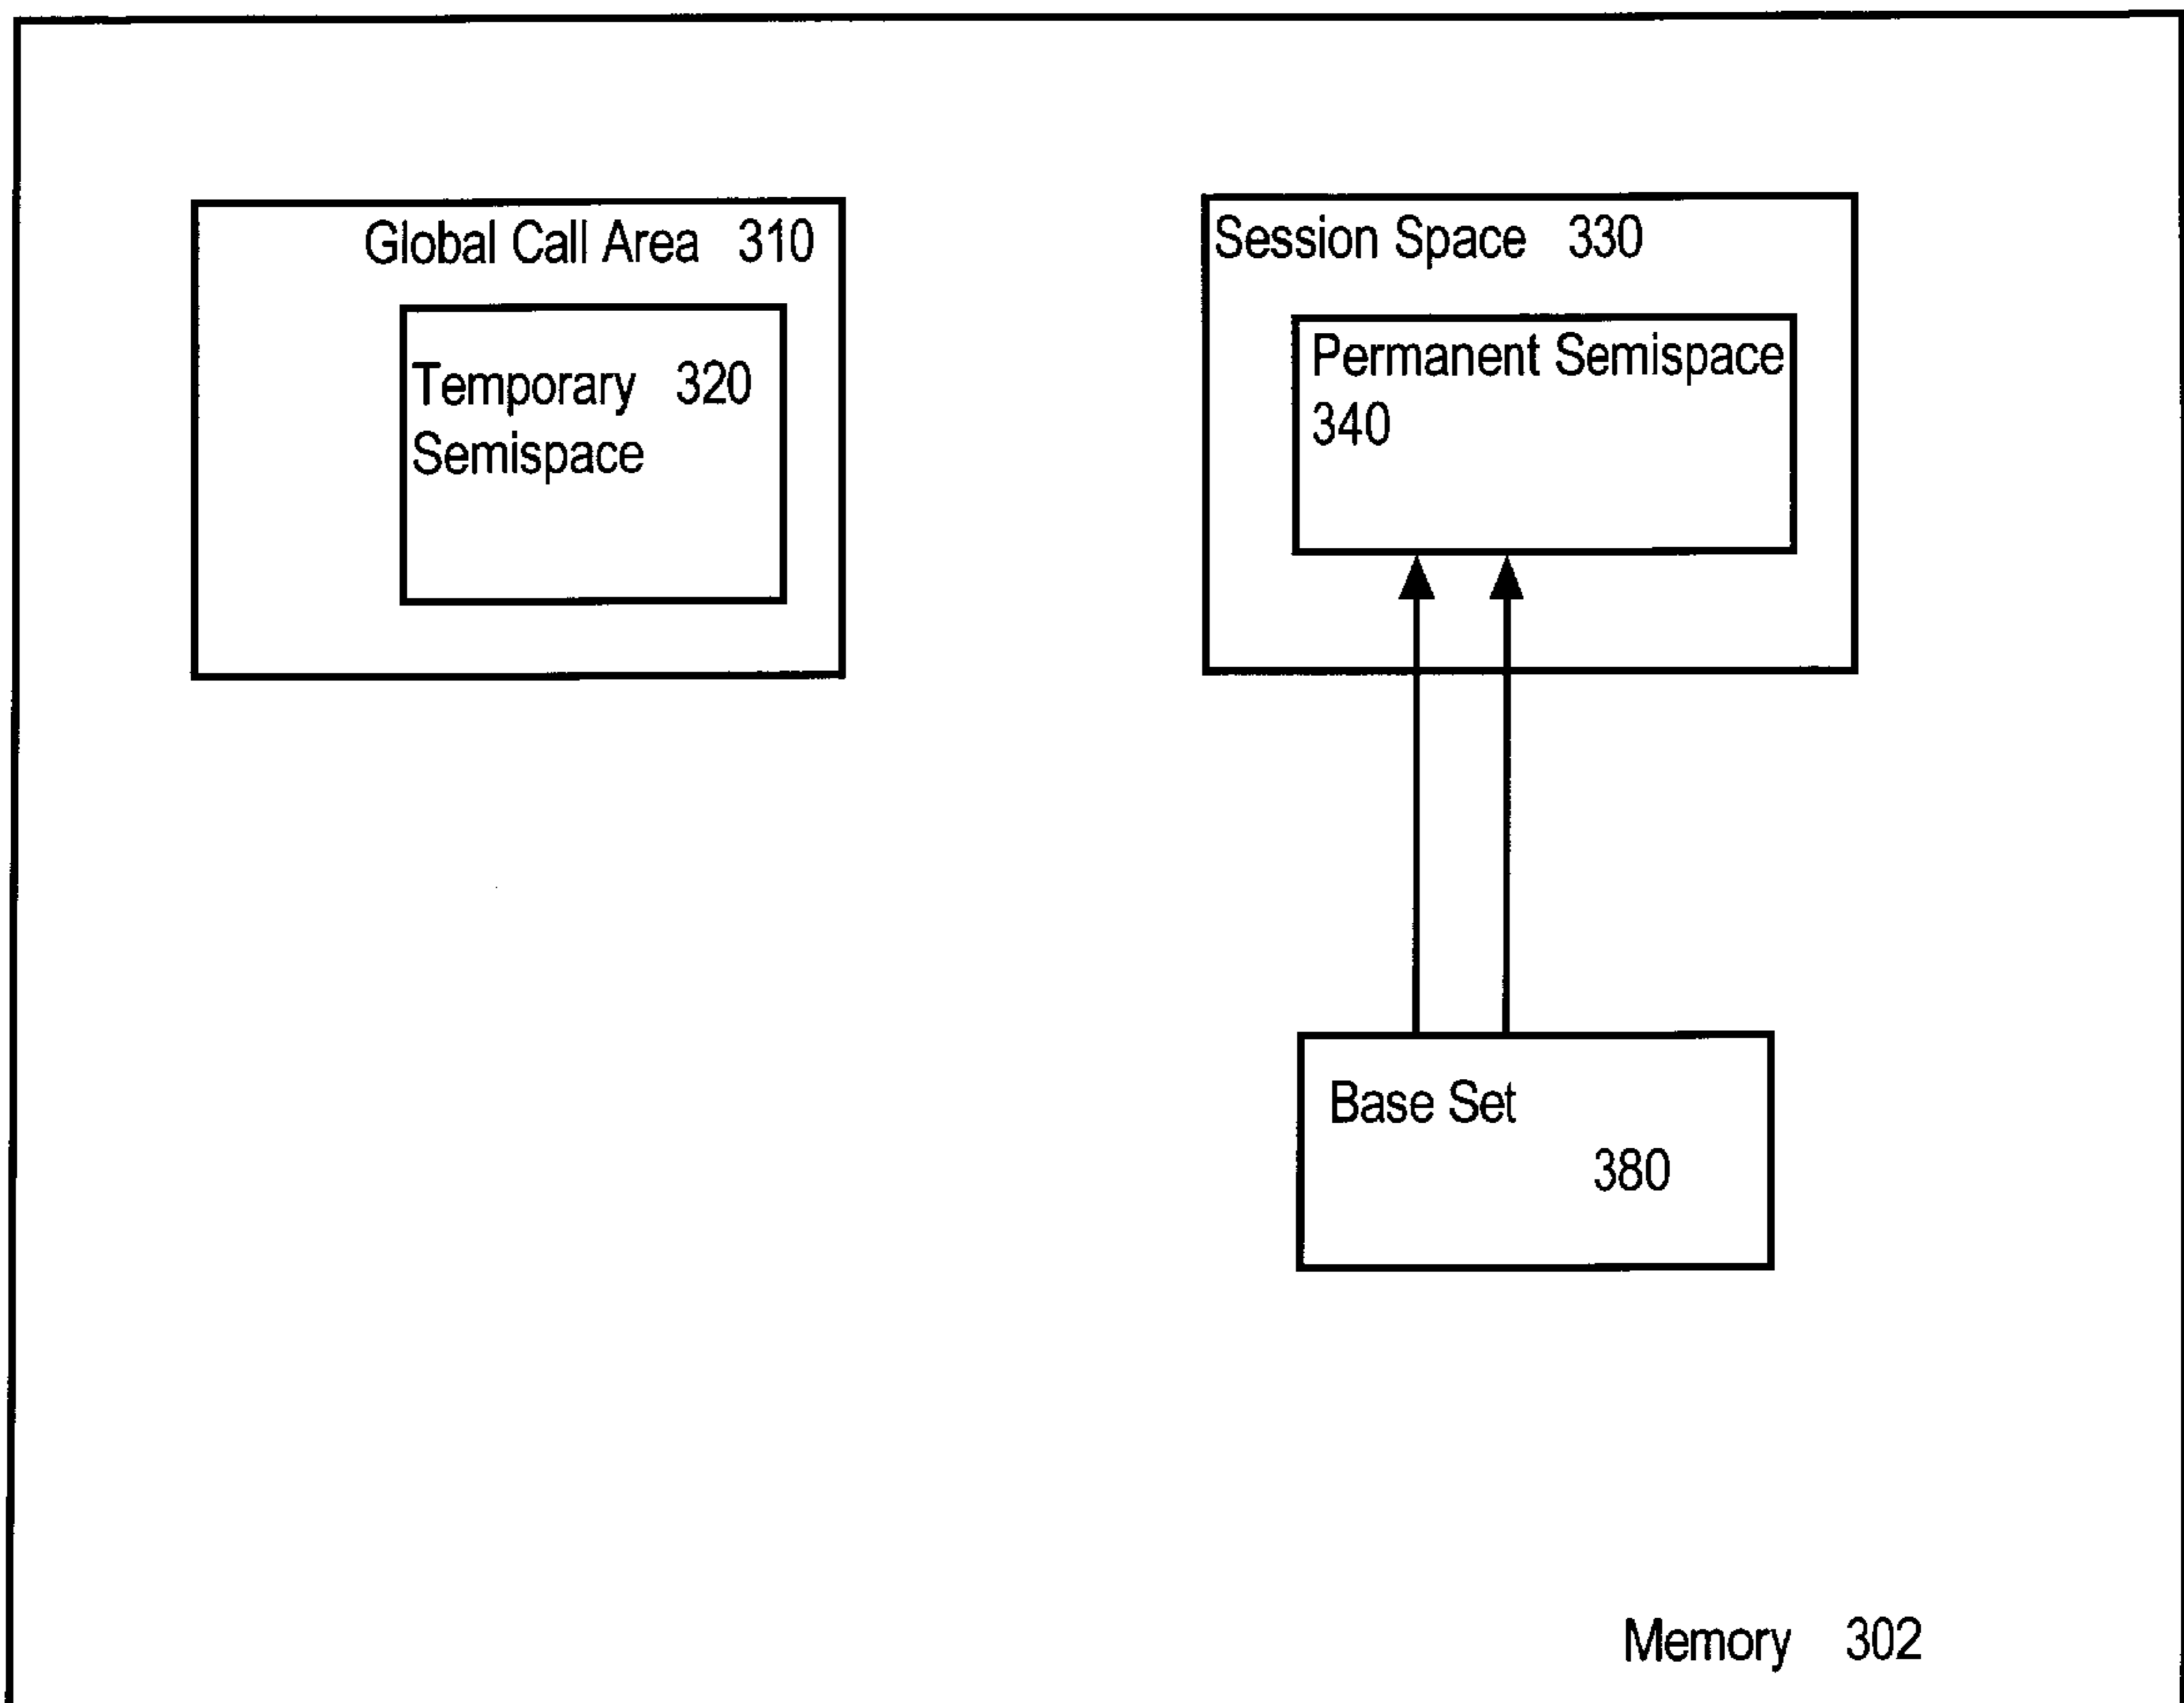 Global Call Area 310
Temporary 320
Semispace
Session Space 330
Permanent Semispace
340
Base Set
380
Memory 302